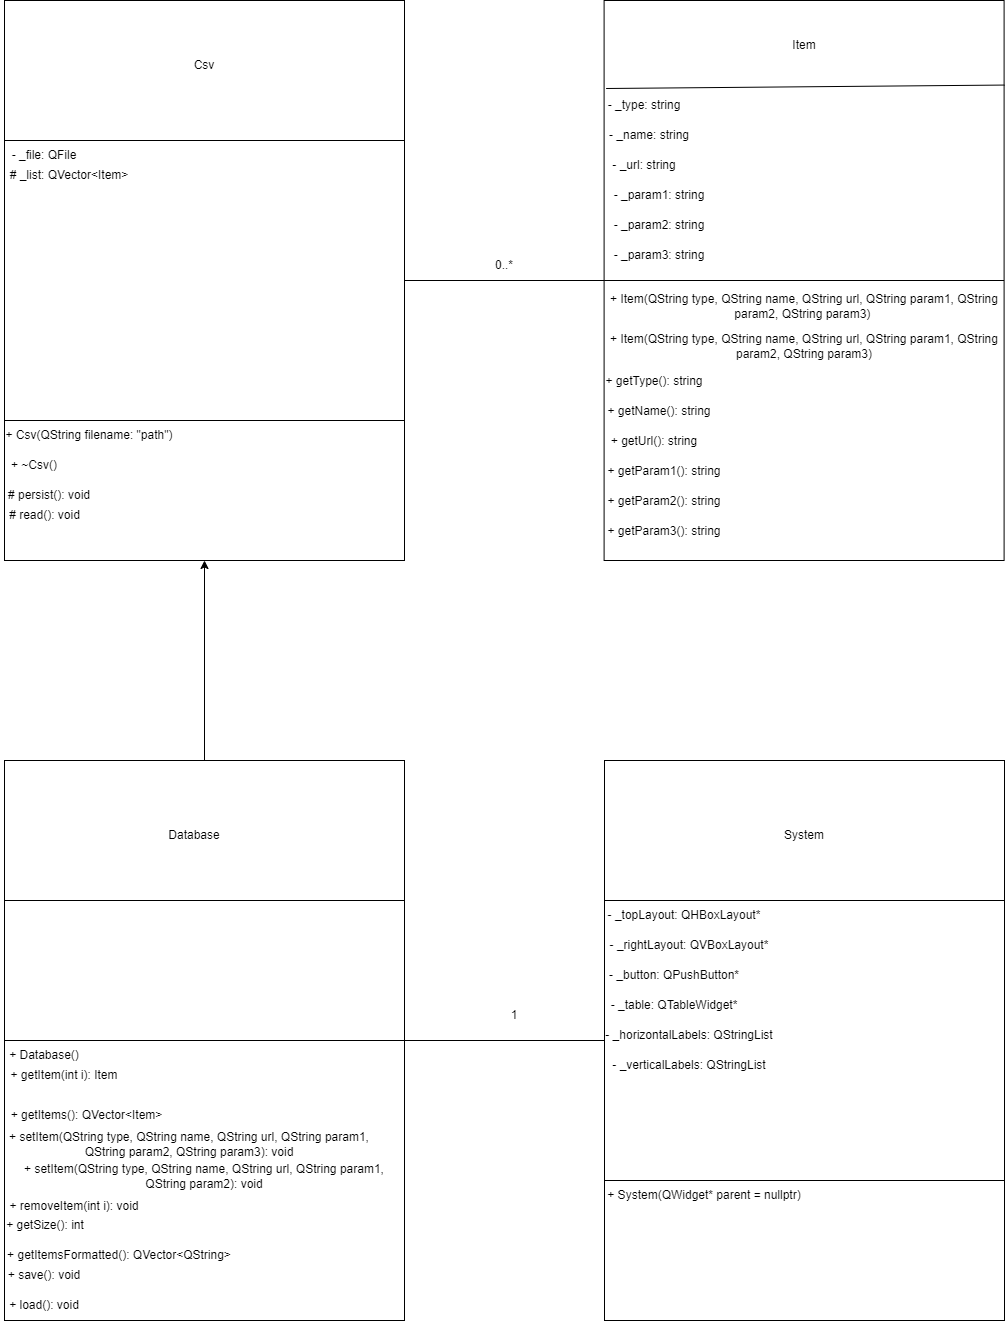 Csv
- _file: QFile
# _list: QVector<Item>
+ Csv(QString filename: "path")
+ ~Csv()
# persist(): void
# read(): void
0..*
Item
- _type: string
- _name: string
- _url: string
- _param1: string
- _param2: string
- _param3: string
+ Item(QString type, QString name, QString url, QString param1, QString
param2, QString param3)
+ Item(QString type, QString name, QString url, QString param1, QString
param2, QString param3)
+ getType(): string
+ getName(): string
+ getUrl(): string
+ getParam1(): string
+ getParam2(): string
+ getParam3(): string
Database
+ Database()
+ getItem(int i): Item
+ getItems(): QVector<Item>
+ setItem(QString type, QString name, QString url, QString param1,
QString param2, QString param3): void
+ setItem(QString type, QString name, QString url, QString param1,
QString param2): void
+ removeItem(int i): void
+ getSize(): int
+ getItemsFormatted(): QVector<QString>
+ save(): void
+ load(): void
1
System
- _topLayout: QHBoxLayout*
- _rightLayout: QVBoxLayout*
- _button: QPushButton*
- _table: QTableWidget*
- _horizontalLabels: QStringList
- _verticalLabels: QStringList
+ System(QWidget* parent = nullptr)